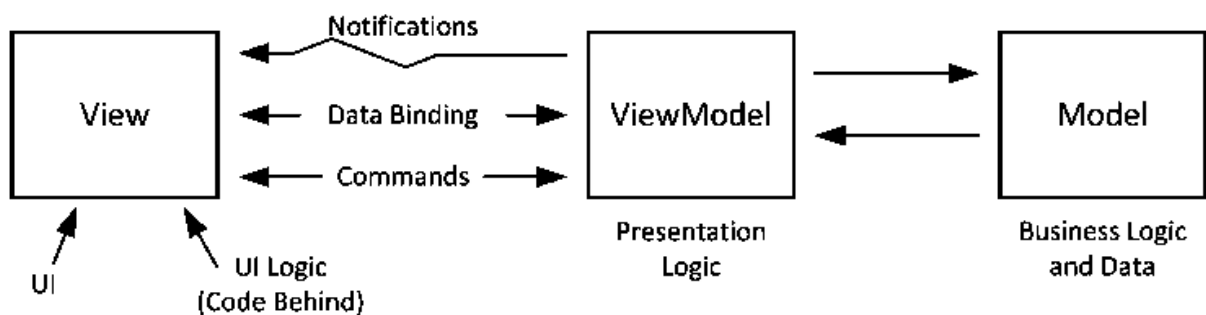 Notifications
View
Data Binding
ViewModel
Model
Commands
Presentation
Logic
Business Logic
and Data
UI
UI Logic
(Code Behind)